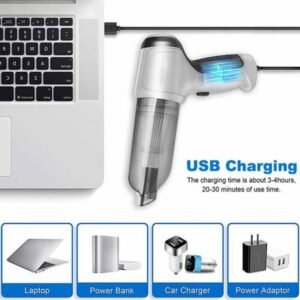 USB Charging
The charging time is about 3-4hours,
20-30 minutes of use time.
Laptop
Power Bank
Car Charger
Power Adaptor